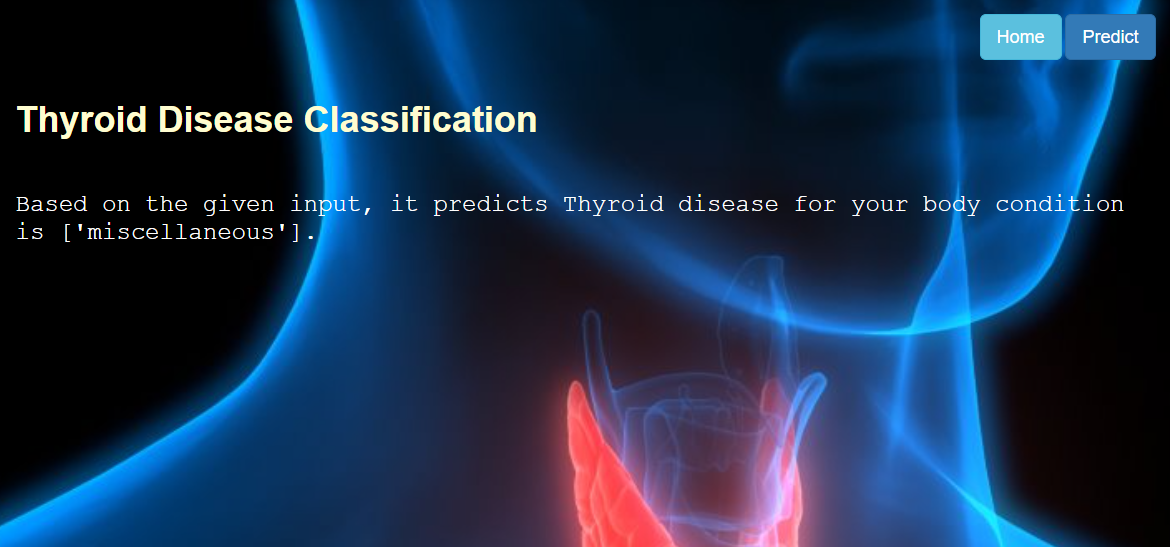 Home Predict
Thyroid Disease Classification
Based on the given input, it predicts Thyroid disease for your body condition
is ['miscellaneous'].